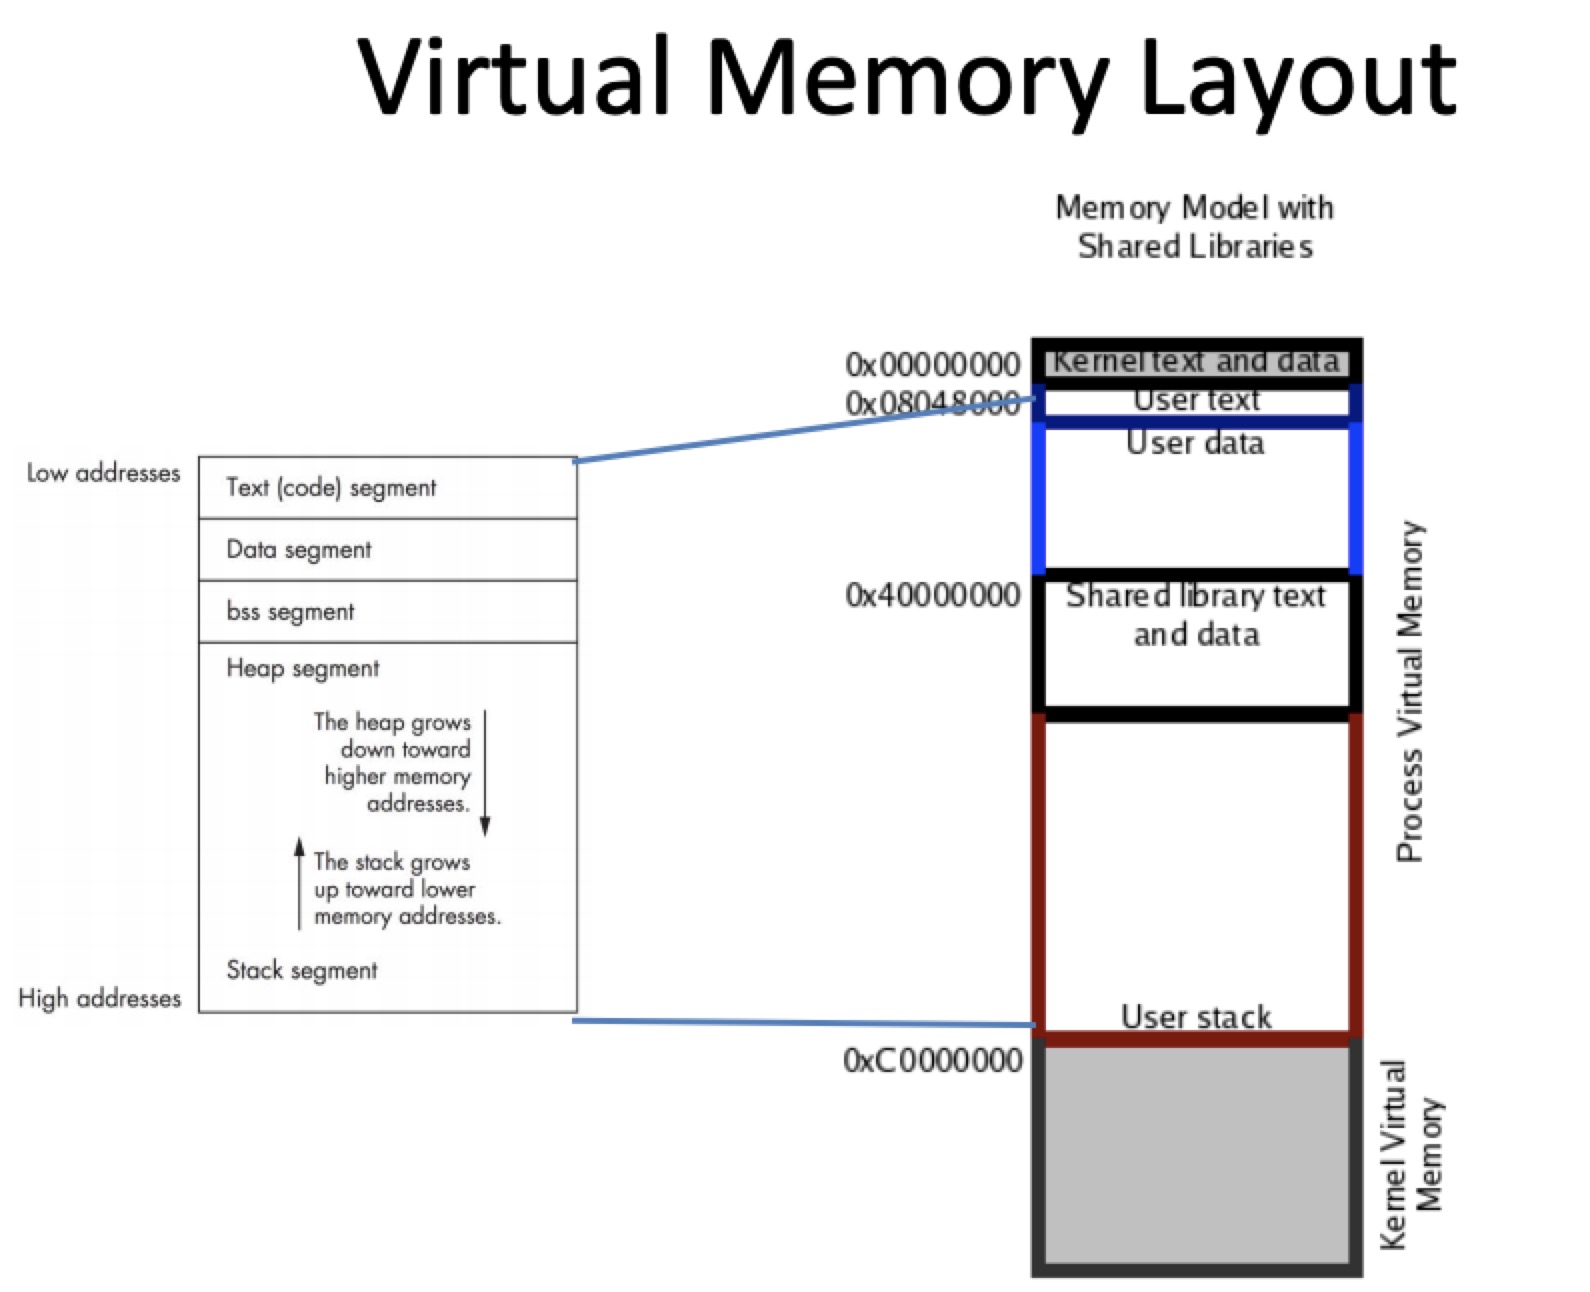 Virtual Memory Layout
Memory Model with
Shared Libraries
0x00000000
Kernel text and data
0x08048000
User text
User data
Low addresses
Text (code) segment
Data segment
bss segment
Heap segment
The heap grows
down toward
higher memory
addresses.
The stack grows
up toward lower
memory addresses.
Stack segment
High addresses
0x40000000
Shared library text
and data
User stack
0xC0000000
Process Virtual Memory
Kernel Virtual
Memory